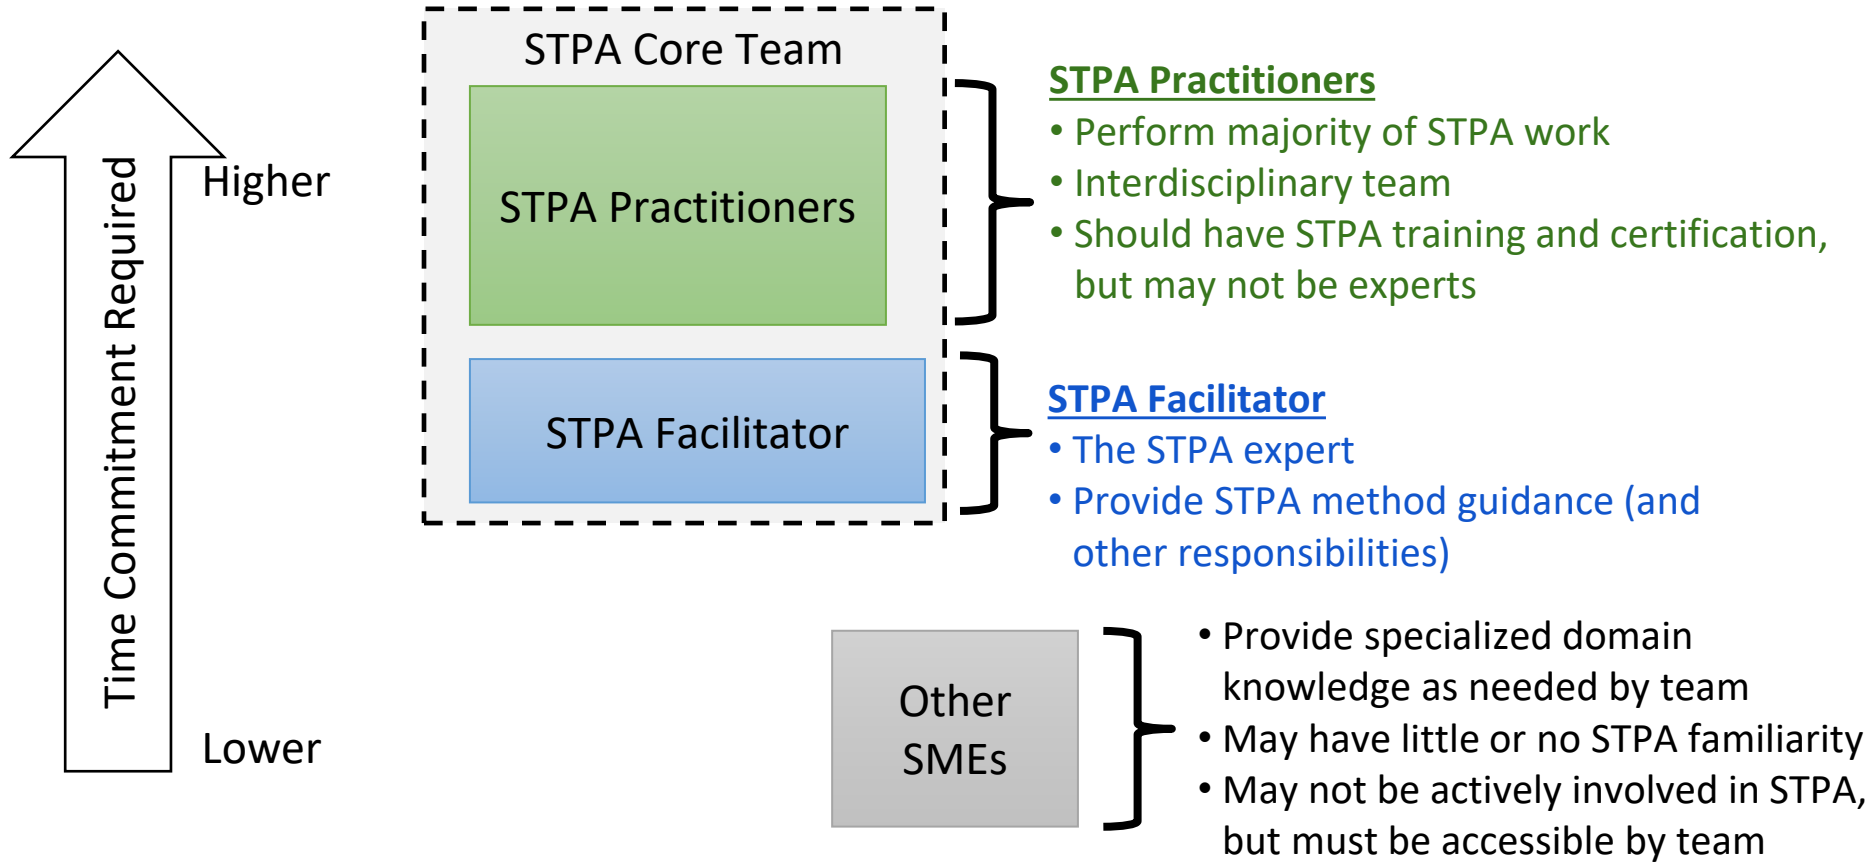 STPA Core Team
STPA Practitioners
STPA Facilitator
Time Commitment Required
Higher
Lower
STPA Practitioners
• Perform majority of STPA work
• Interdisciplinary team
• Should have STPA training and certification,
but may not be experts
STPA Facilitator
• The STPA expert
• Provide STPA method guidance (and
other responsibilities)
Other
SMEs
• Provide specialized domain
knowledge as needed by team
• May have little or no STPA familiarity
• May not be actively involved in STPA,
but must be accessible by team